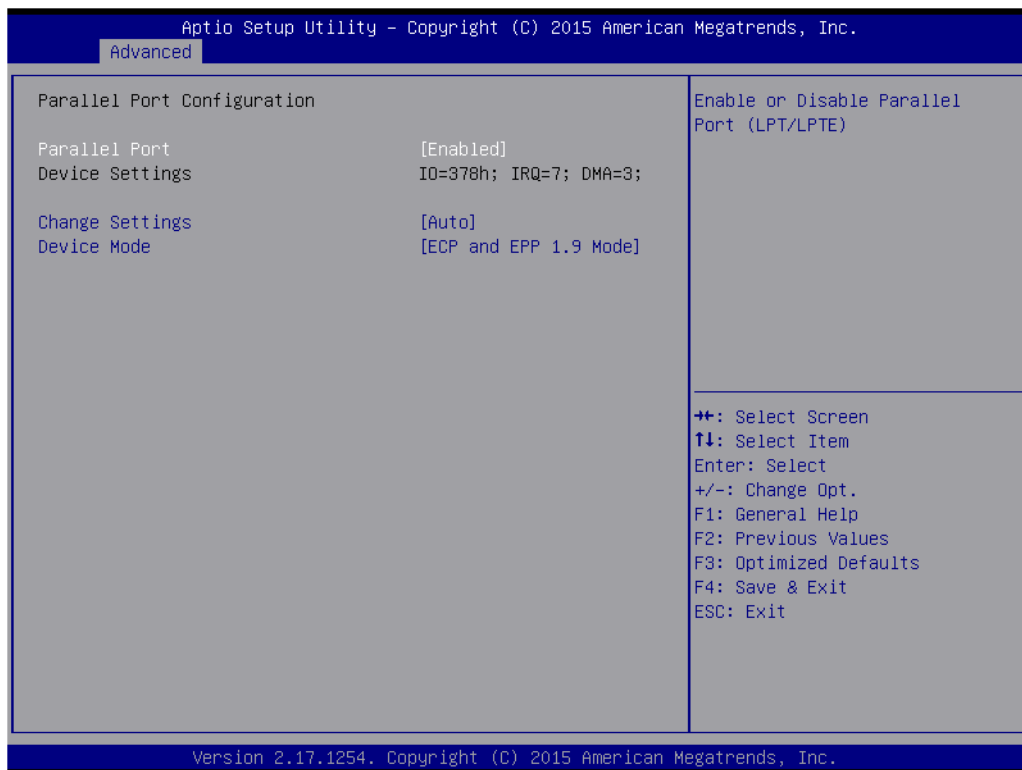 Aptio Setup Utility – Copyright (C) 2015 American Megatrends, Inc.
Advanced
Parallel Port Configuration
Parallel Port [Enabled]
Device Settings IO=378h; IRQ=7; DMA=3;
Change Settings [Auto]
Device Mode [ECP and EPP 1.9 Mode]
Enable or Disable Parallel
Port (LPT/LPTE)
→←: Select Screen
↑↓: Select Item
Enter: Select
+/-: Change Opt.
F1: General Help
F2: Previous Values
F3: Optimized Defaults
F4: Save & Exit
ESC: Exit
Version 2.17.1254. Copyright (C) 2015 American Megatrends, Inc.